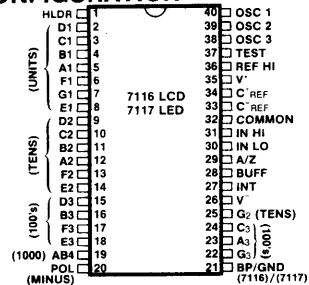 HLDR 1 40 OSC 1
D1 2 39 OSC 2
C1 3 38 OSC 3
B1 4 37 TEST
A1 5 36 REF HI
F1 6 35 V+
G1 7 7116 LCD 34 C+REF
E1 8 7117 LED 33 C-REF
D2 9 32 COMMON
C2 10 31 IN HI
B2 11 30 IN LO
A2 12 29 A/Z
F2 13 28 BUFF
E2 14 27 INT
D3 15 26 V-
B3 16 25 G2 (TENS)
F3 17 24 C3
E3 18 23 A3
(1000) AB4 19 22 G3
POL 20 21 BP/GND
(MINUS) (7116)/(7117)
(UNITS)
(TENS)
(100's)
(100's)